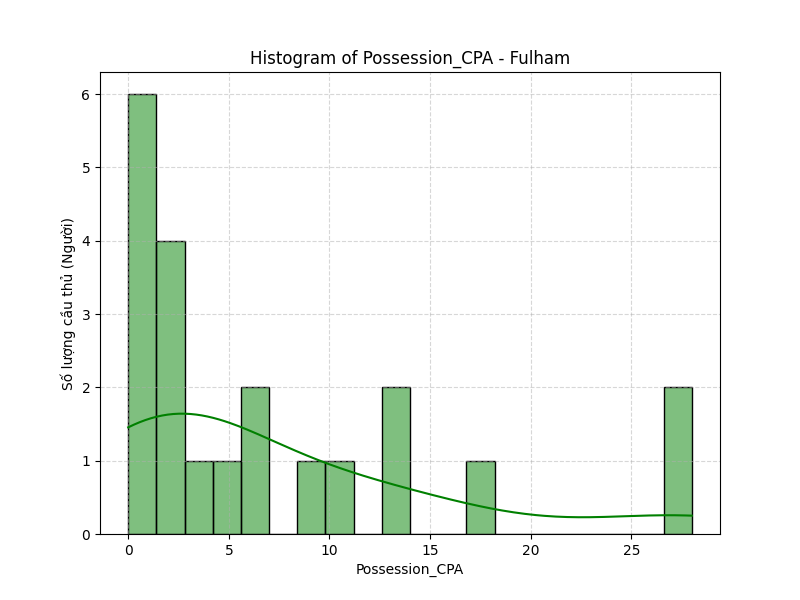 Histogram of Possession_CPA - Fulham
Số lượng cầu thủ (Người)
6
5
4
3
2
1
0
0 5 10 15 20 25
Possession_CPA